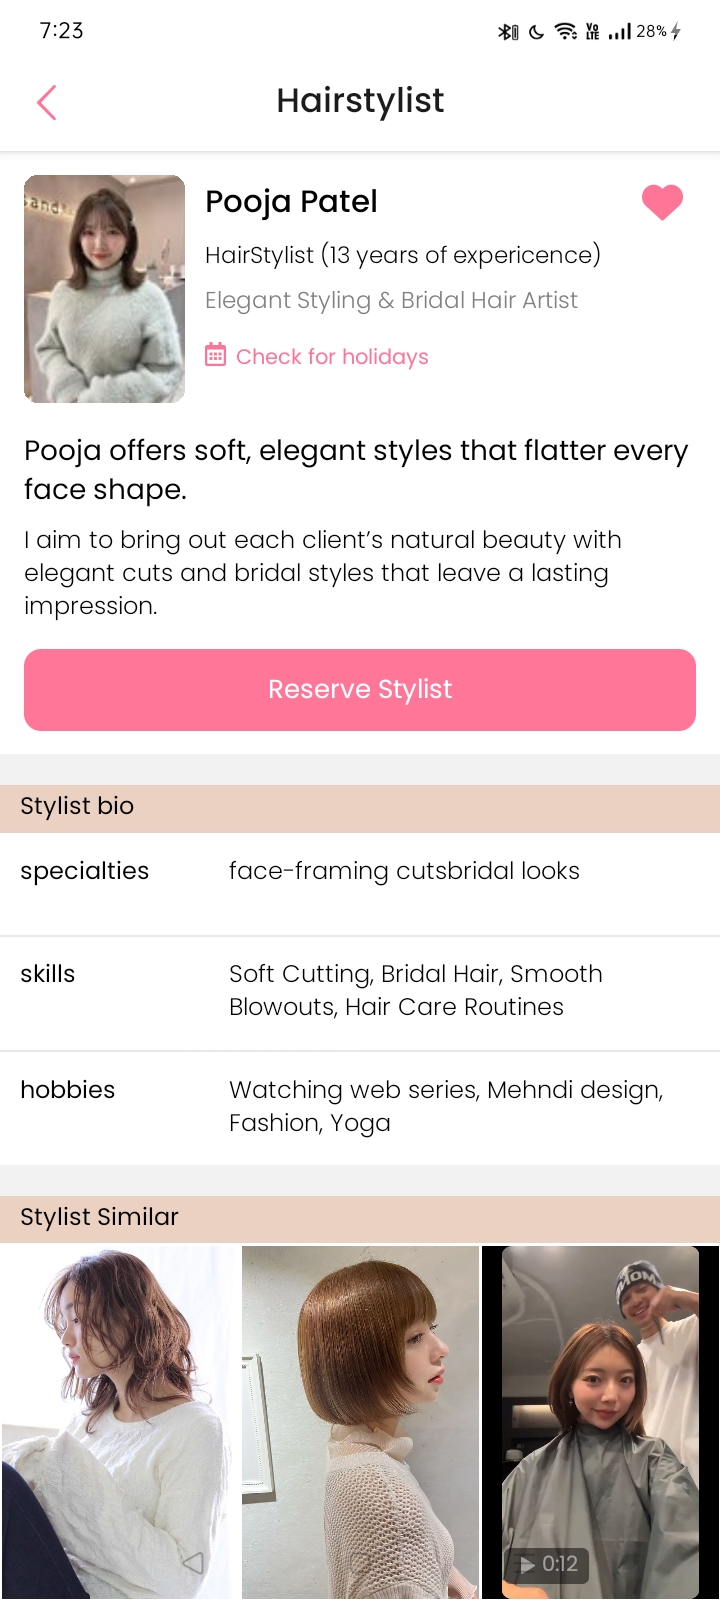 7:23
VO
LTE
28%
Hairstylist
Pooja Patel
HairStylist (13 years of expericence)
Elegant Styling & Bridal Hair Artist
Check for holidays
Pooja offers soft, elegant styles that flatter every
face shape.
I aim to bring out each client’s natural beauty with
elegant cuts and bridal styles that leave a lasting
impression.
Reserve Stylist
Stylist bio
specialties
face-framing cutsbridal looks
skills
Soft Cutting, Bridal Hair, Smooth
Blowouts, Hair Care Routines
hobbies
Watching web series, Mehndi design,
Fashion, Yoga
Stylist Similar
0:12